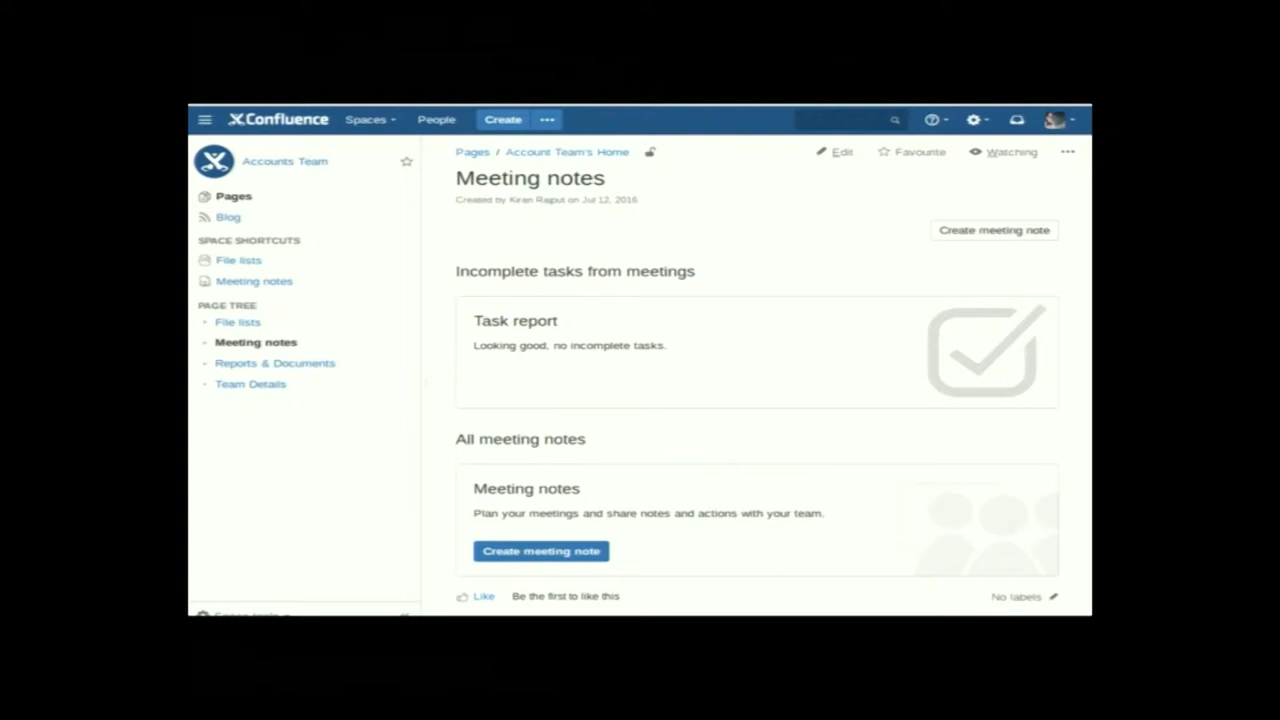 Confluence Spaces People Create
Accounts Team
Pages
Blog
SPACE SHORTCUTS
File lists
Meeting notes
PAGE TREE
File lists
Meeting notes
Reports & Documents
Team Details
Pages / Account Team's Home
Edit Favourite Watching
Meeting notes
Created by Kiran Rajput on Jul 12, 2016
Create meeting note
Incomplete tasks from meetings
Task report
Looking good, no incomplete tasks.
All meeting notes
Meeting notes
Plan your meetings and share notes and actions with your team.
Create meeting note
Like Be the first to like this
No labels